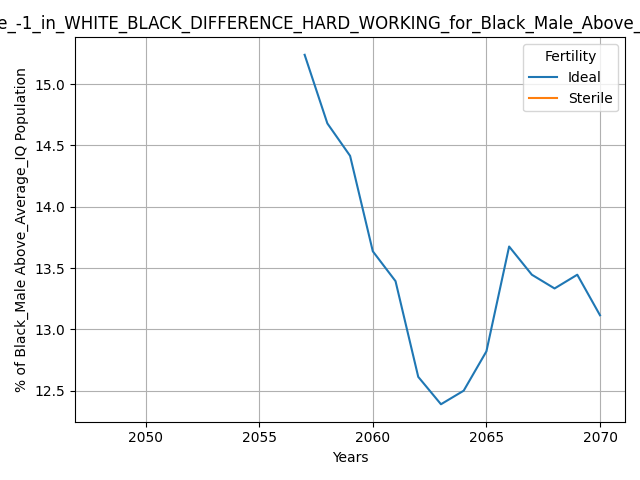 e_-1_in_WHITE_BLACK_DIFFERENCE_HARD_WORKING_for_Black_Male_Above_
Fertility
Ideal
Sterile
% of Black_Male Above_Average_IQ Population
15.0
14.5
14.0
13.5
13.0
12.5
2050
2055
2060
2065
2070
Years